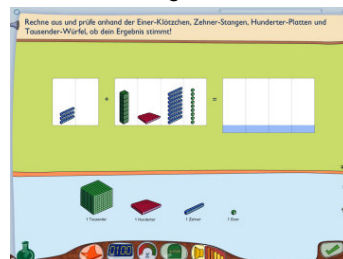 Rechne aus und prüfe anhand der Einer-Klötzchen, Zehner-Stangen, Hunderter-Platten und
Tausender-Würfel, ob dein Ergebnis stimmt!
+
=
1 Tausender
1 Hunderter
1 Zehner
1 Einer